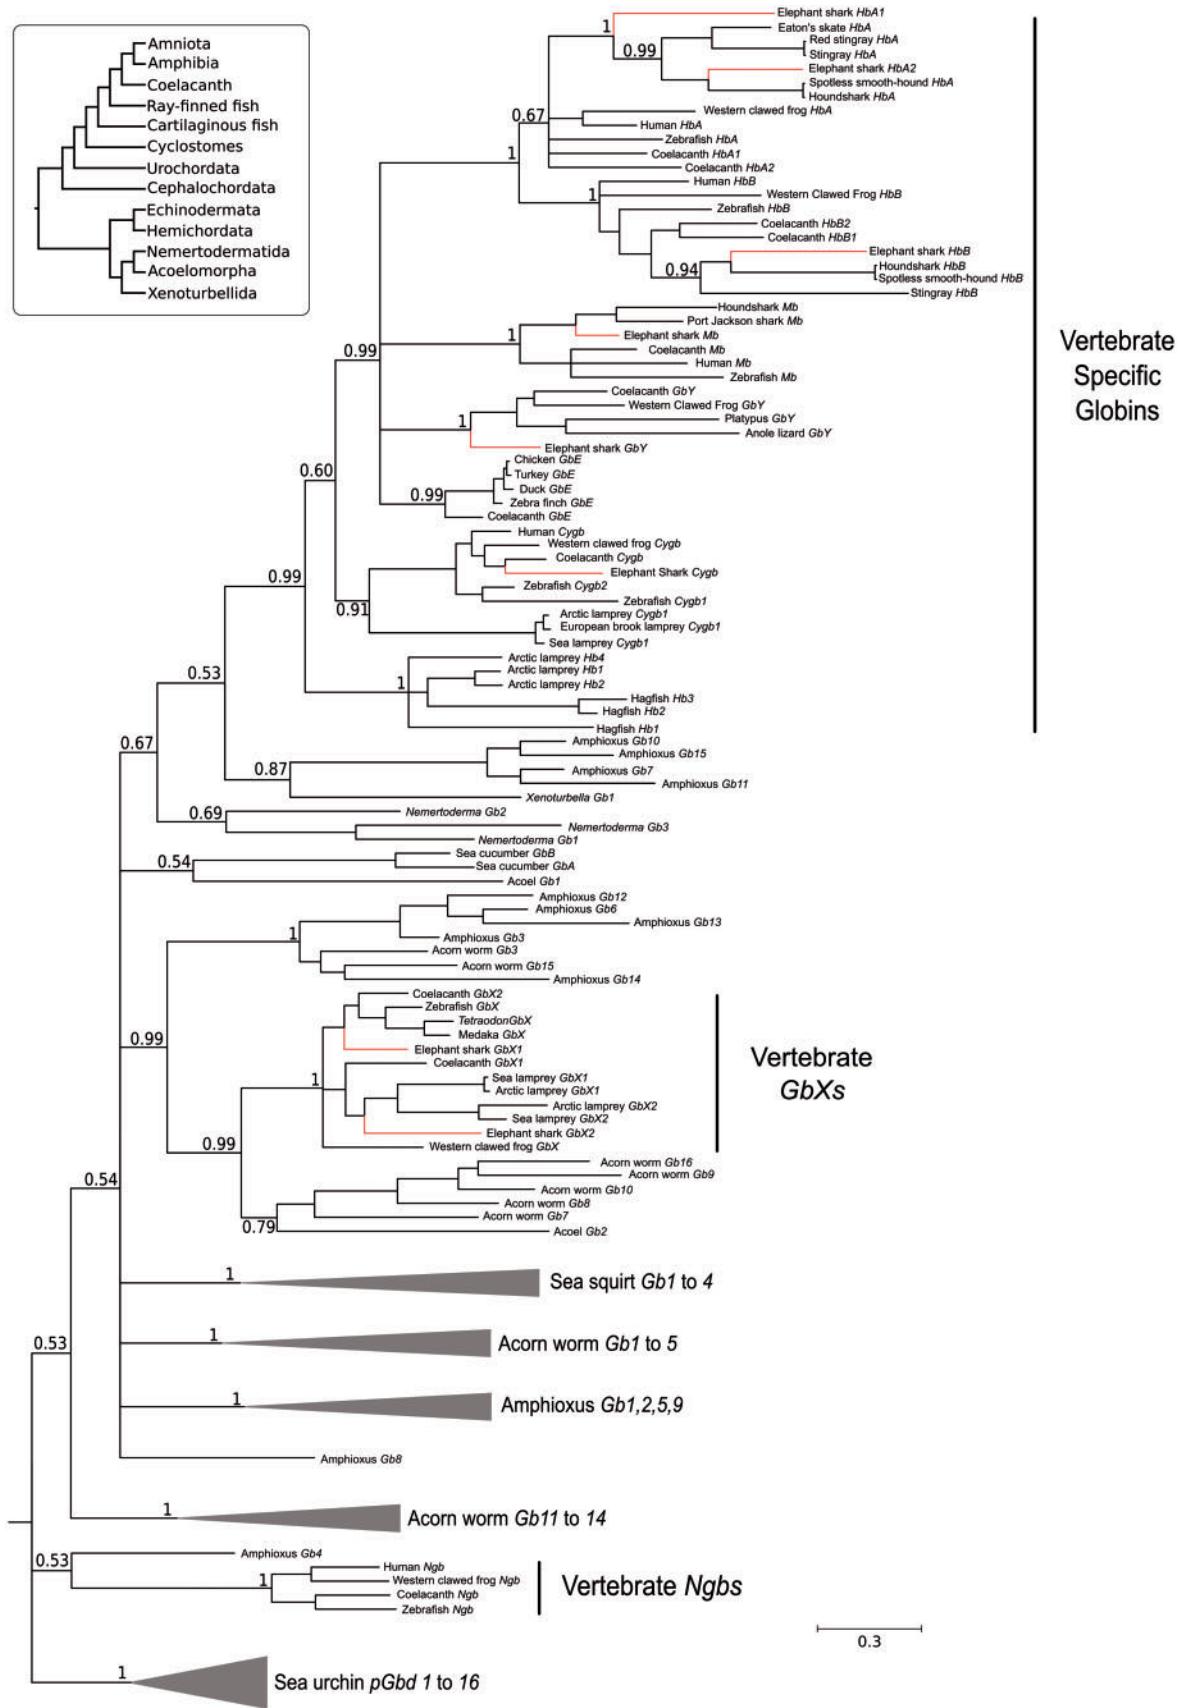 Amniota
Amphibia
Coelacanth
Ray-finned fish
Cartilaginous fish
Cyclostomes
Urochordata
Cephalochordata
Echinodermata
Hemichordata
Nemertodermatida
Acoelomorpha
Xenoturbellida
Elephant shark HbA1
1
Eaton's skate HbA
Red stingray HbA
0.99
Stingray HbA
Elephant shark HbA2
Spotless smooth-hound HbA
Houndshark HbA
0.67
Western clawed frog HbA
Human HbA
Zebrafish HbA
1
Coelacanth HbA1
Coelacanth HbA2
Human HbB
1
Western Clawed Frog HbB
Zebrafish HbB
Coelacanth HbB2
Coelacanth HbB1
Elephant shark HbB
0.94
Houndshark HbB
Spotless smooth-hound HbB
Stingray HbB
Houndshark Mb
Port Jackson shark Mb
1
Elephant shark Mb
0.99
Coelacanth Mb
Human Mb
Zebrafish Mb
Vertebrate
Specific
Globins
Coelacanth GbY
Western Clawed Frog GbY
1
Platypus GbY
Anole lizard GbY
Elephant shark GbY
Chicken GbE
0.60
Turkey GbE
Duck GbE
0.99
Zebra finch GbE
Coelacanth GbE
Human Cygb
Western clawed frog Cygb
Coelacanth Cygb
0.99
Elephant Shark Cygb
Zebrafish Cygb2
Zebrafish Cygb1
0.91
Arctic lamprey Cygb1
European brook lamprey Cygb1
Sea lamprey Cygb1
Arctic lamprey Hb4
0.53
Arctic lamprey Hb1
1
Arctic lamprey Hb2
Hagfish Hb3
Hagfish Hb2
Hagfish Hb1
0.67
Amphioxus Gb10
Amphioxus Gb15
0.87
Amphioxus Gb7
Amphioxus Gb11
Xenoturbella Gb1
0.69
Nemertoderma Gb2
Nemertoderma Gb3
Nemertoderma Gb1
0.54
Sea cucumber GbB
Sea cucumber GbA
Acoel Gb1
Amphioxus Gb12
Amphioxus Gb6
Amphioxus Gb13
1
Amphioxus Gb3
Acorn worm Gb3
Acorn worm Gb15
Amphioxus Gb14
Coelacanth GbX2
Zebrafish GbX
TetraodonGbX
0.99
Medaka GbX
Elephant shark GbX1
Coelacanth GbX1
1
Sea lamprey GbX1
Arctic lamprey GbX1
Arctic lamprey GbX2
Sea lamprey GbX2
Elephant shark GbX2
0.99
Western clawed frog GbX
Vertebrate
GbXs
Acorn worm Gb16
Acorn worm Gb9
0.54
Acorn worm Gb10
Acorn worm Gb8
Acorn worm Gb7
0.79
Acoel Gb2
1
Sea squirt Gb1 to 4
0.53
1
Acorn worm Gb1 to 5
1
Amphioxus Gb1,2,5,9
Amphioxus Gb8
1
Acorn worm Gb11 to 14
0.53
Amphioxus Gb4
Human Ngb
1
Western clawed frog Ngb
Coelacanth Ngb
Zebrafish Ngb
Vertebrate Ngbs
0.3
1
Sea urchin pGbd 1 to 16